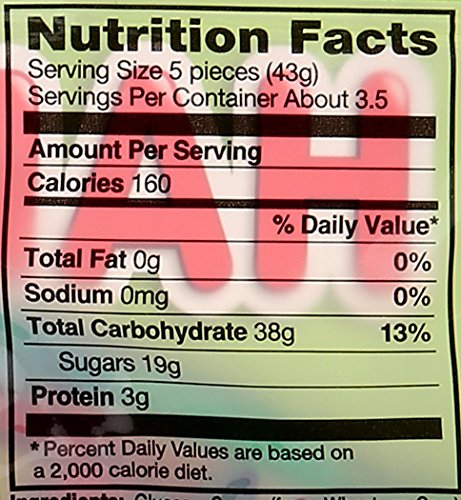 Nutrition Facts
Serving Size 5 pieces (43g)
Servings Per Container About 3.5
Amount Per Serving
Calories 160
% Daily Value*
Total Fat 0g 0%
Sodium 0mg 0%
Total Carbohydrate 38g 13%
Sugars 19g
Protein 3g
* Percent Daily Values are based on
a 2,000 calorie diet.